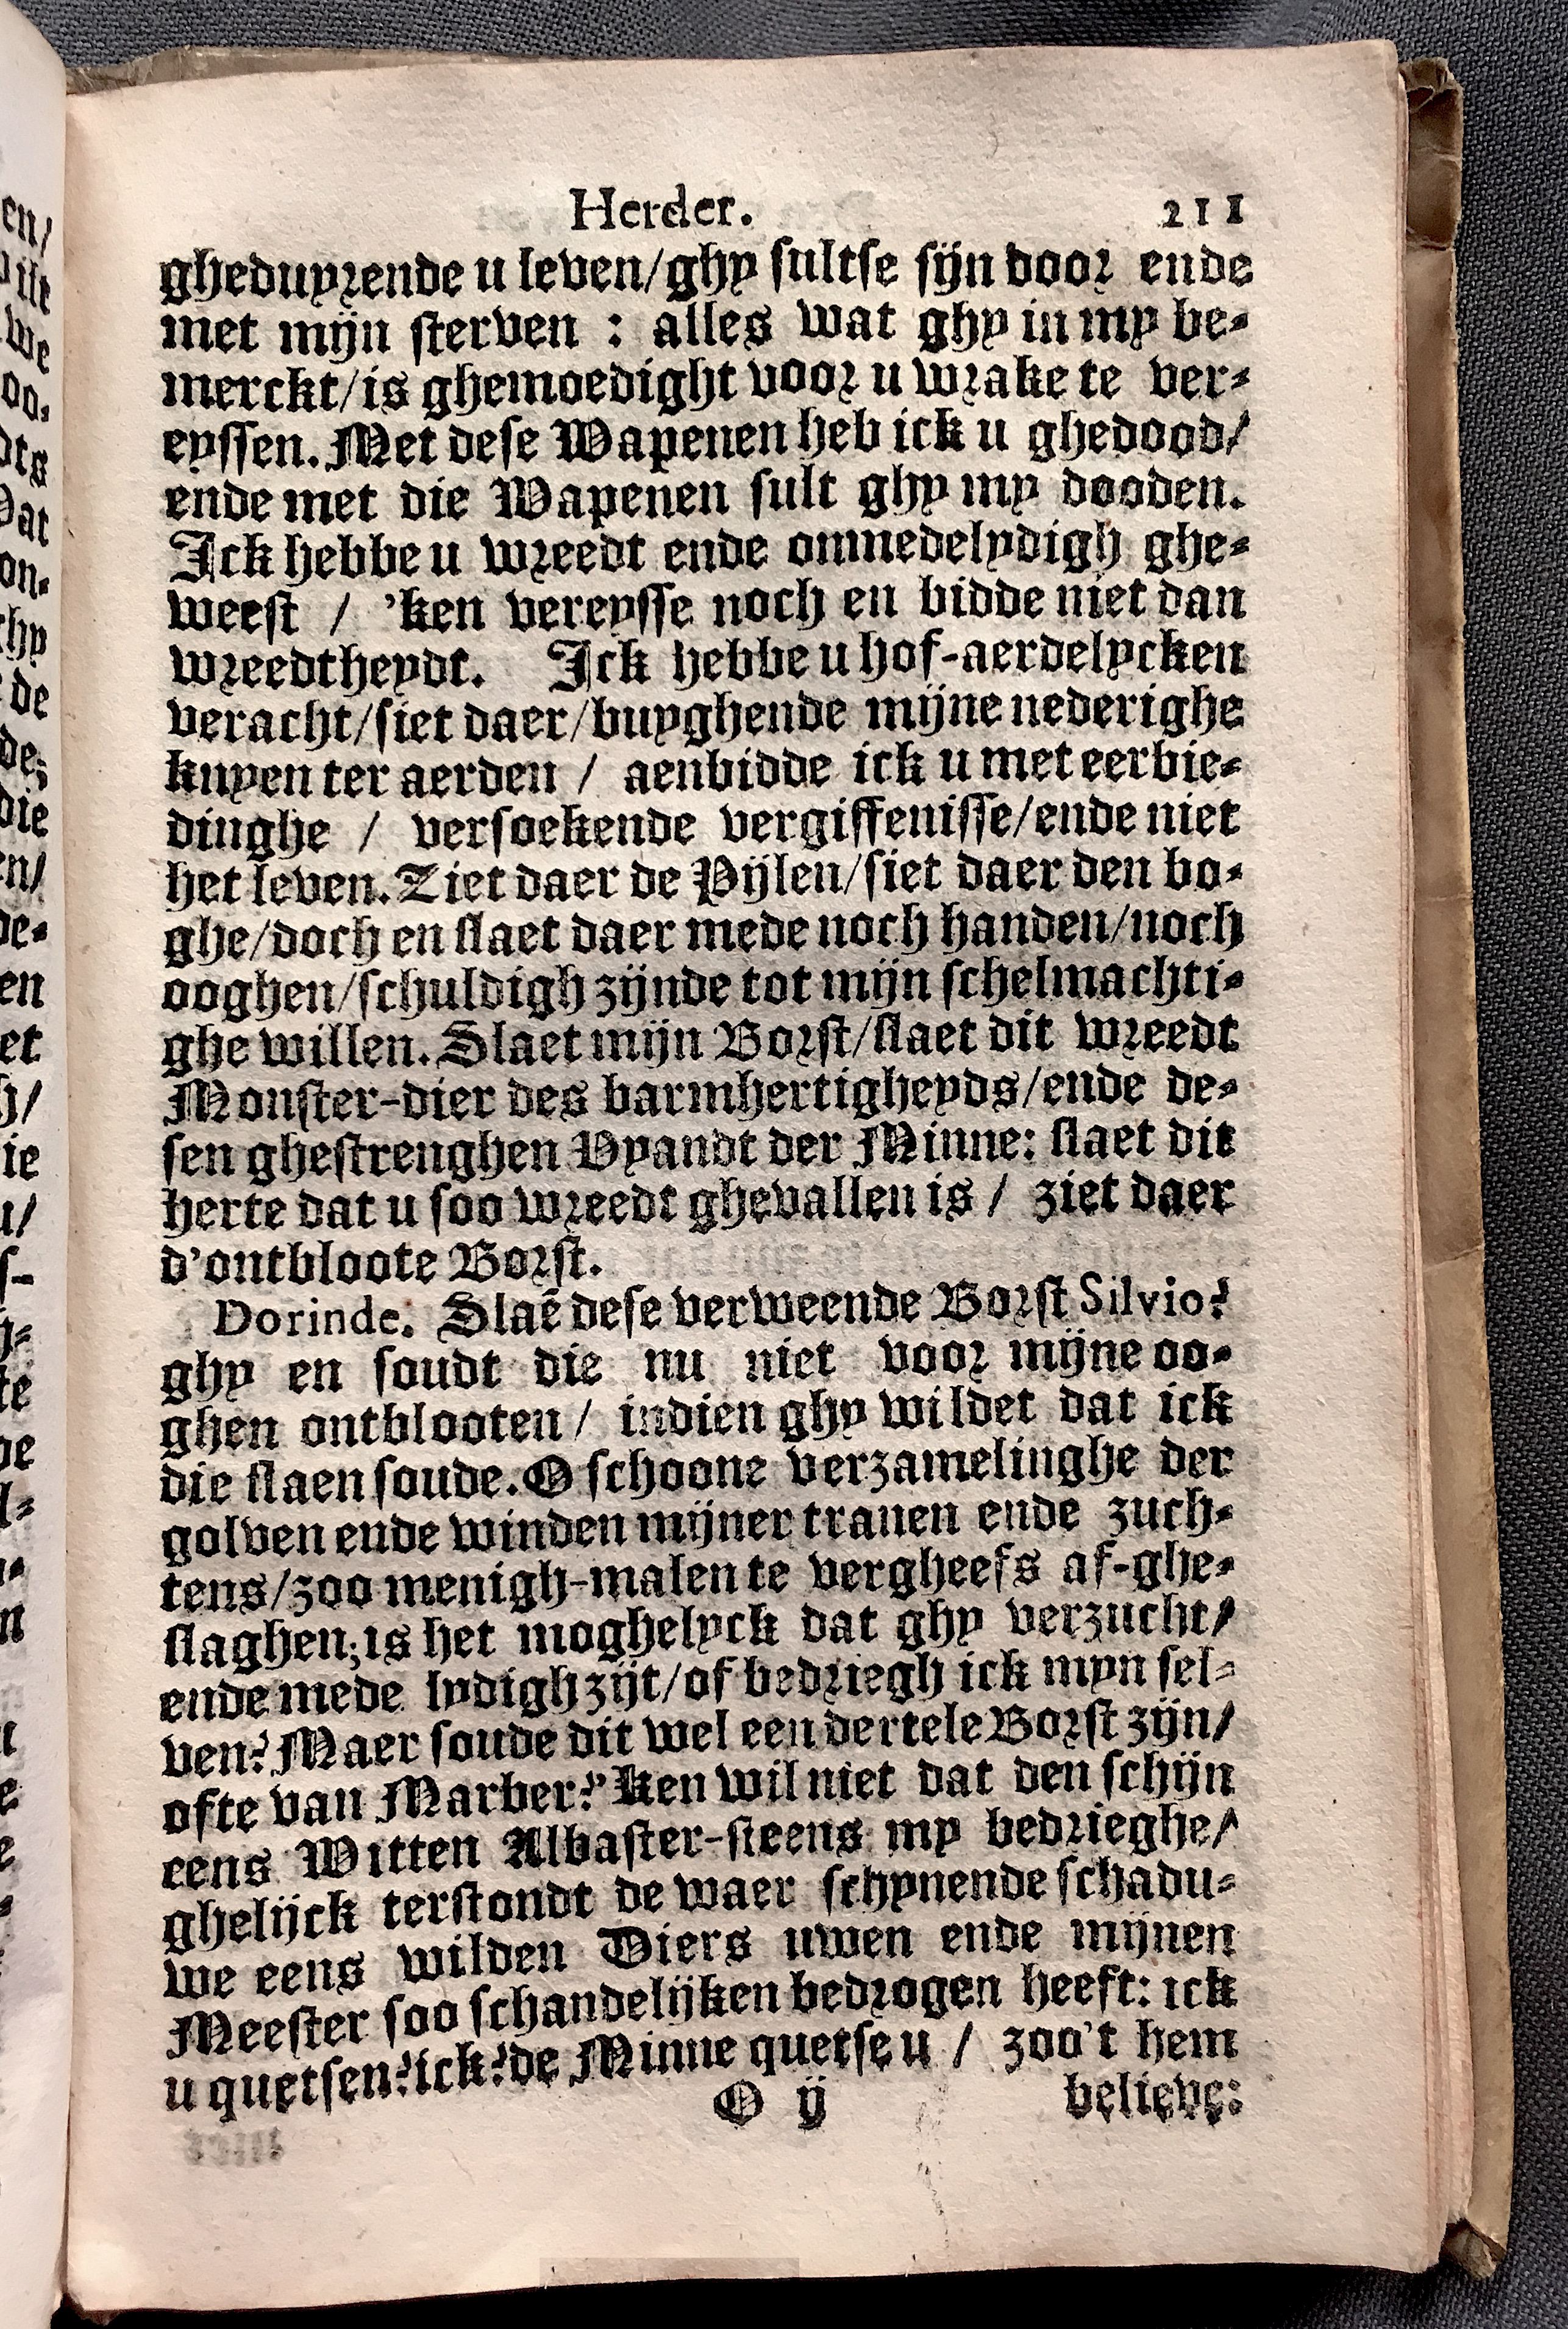 Herder. 211
gheduyrende u leven/ghy sultse sijn door ende
met mijn sterven : alles wat ghy in my be-
merckt/is ghemoedight voor u wrake te ver-
eyssen. Met dese Wapenen heb ick u ghedood/
ende met die Wapenen sult ghy my dooden.
Ick hebbe u wreedt ende onmedelydigh ghe-
weest / 'ken vereysse noch en bidde niet dan
wreedtheydt. Ick hebbe u hof-aerdelycken
veracht/siet daer/buyghende mijne nederighe
knyen ter aerden / aenbidde ick u met eerbie-
dinghe / versoekende vergiffenisse/ende niet
het leven. Ziet daer de Pijlen/siet daer den bo-
ghe/doch en slaet daer mede noch handen/noch
ooghen/schuldigh zijnde tot mijn schelmachti-
ghe willen. Slaet mijn Borst/slaet dit wreedt
Monster-dier des barmhertigheyds/ende de-
sen ghestrenghen Vyandt der Minne: slaet dit
herte dat u soo wreedt ghevallen is / ziet daer
d'ontbloote Borst.
Dorinde. Slaē dese verweende Borst Silvio?
ghy en soudt die nu niet voor mijne oo-
ghen ontblooten / indien ghy wildet dat ick
die slaen soude. O schoone verzamelinghe der
golven ende winden mijner tranen ende zuch-
tens/zoo menigh-malen te vergheefs af-ghe-
slaghen; is het moghelyck dat ghy verzucht/
ende mede lydigh zijt/of bedriegh ick myn sel-
ven? Maer soude dit wel een dertele Borst zijn/
ofte van Marber? 'Ken wil niet dat den schijn
eens Witten Albaster-steens my bedrieghe/
ghelijck terstondt de waer schynende schadu-
we eens wilden Diers uwen ende mijnen
Meester soo schandelijken bedrogen heeft: ick
u quetsen? ick? de Minne quetse u / zoo't hem
O ij believe: